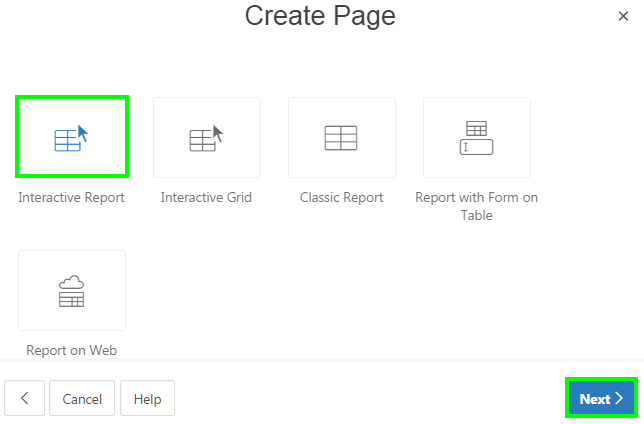 Create Page
×
Interactive Report
Interactive Grid
Classic Report
Report with Form on
Table
Report on Web
Cancel
Help
Next